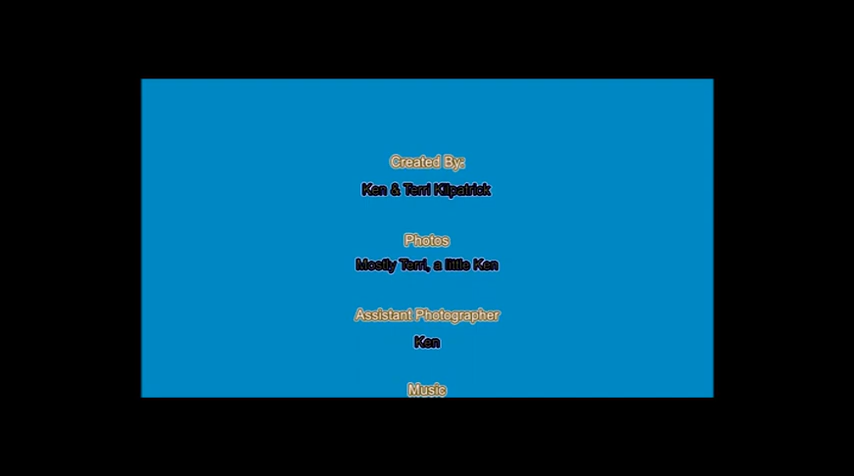 Created By:
Ken & Terri Kilpatrick
Photos
Mostly Terri, a little Ken
Assistant Photographer
Ken
Music